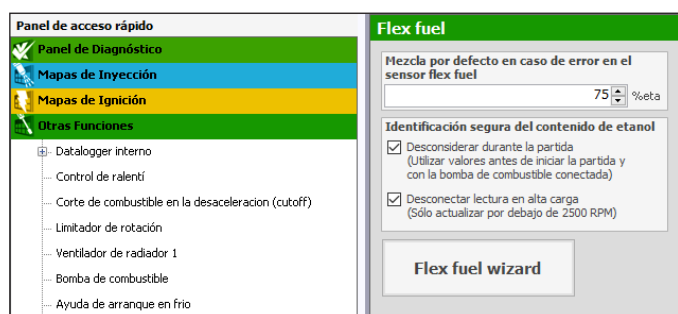 Panel de acceso rápido
Panel de Diagnóstico
Mapas de Inyección
Mapas de Ignición
Otras Funciones
Datalogger interno
Control de ralentí
Corte de combustible en la desaceleracion (cutoff)
Limitador de rotación
Ventilador de radiador 1
Bomba de combustible
Ayuda de arranque en frio
Flex fuel
Mezcla por defecto en caso de error en el
sensor flex fuel
75 %eta
Identificación segura del contenido de etanol
Desconsiderar durante la partida
(Utilizar valores antes de iniciar la partida y
con la bomba de combustible conectada)
Desconectar lectura en alta carga
(Sólo actualizar por debajo de 2500 RPM)
Flex fuel wizard